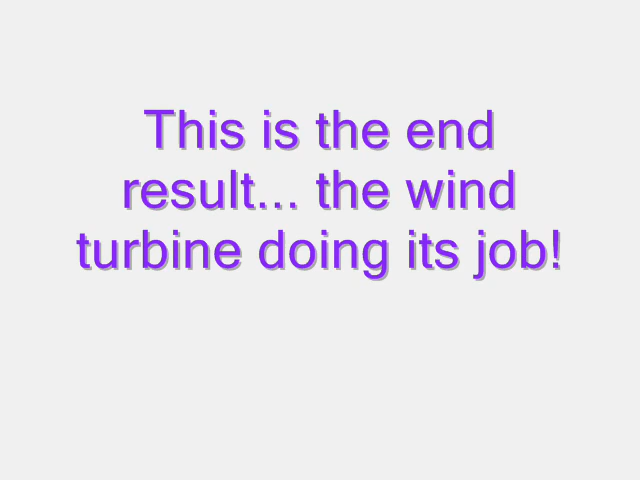 This is the end
result... the wind
turbine doing its job!